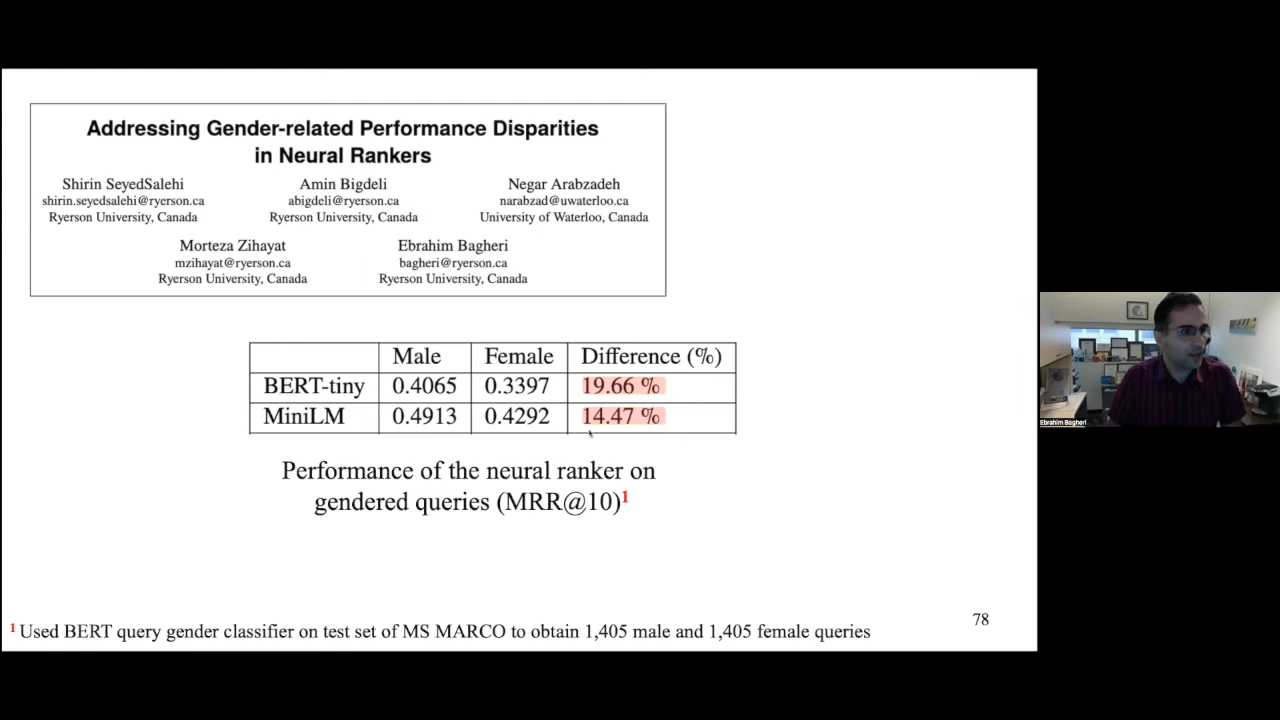 Addressing Gender-related Performance Disparities
in Neural Rankers
Shirin SeyedSalehi
shirin.seyedsalehi@ryerson.ca
Ryerson University, Canada
Amin Bigdeli
abigdeli@ryerson.ca
Ryerson University, Canada
Negar Arabzadeh
narabzad@uwaterloo.ca
University of Waterloo, Canada
Morteza Zihayat
mzihayat@ryerson.ca
Ryerson University, Canada
Ebrahim Bagheri
bagheri@ryerson.ca
Ryerson University, Canada
Male Female Difference (%)
BERT-tiny 0.4065 0.3397 19.66 %
MiniLM 0.4913 0.4292 14.47 %
Performance of the neural ranker on
gendered queries (MRR@10)1
1 Used BERT query gender classifier on test set of MS MARCO to obtain 1,405 male and 1,405 female queries
78
Ebrahim Bagheri